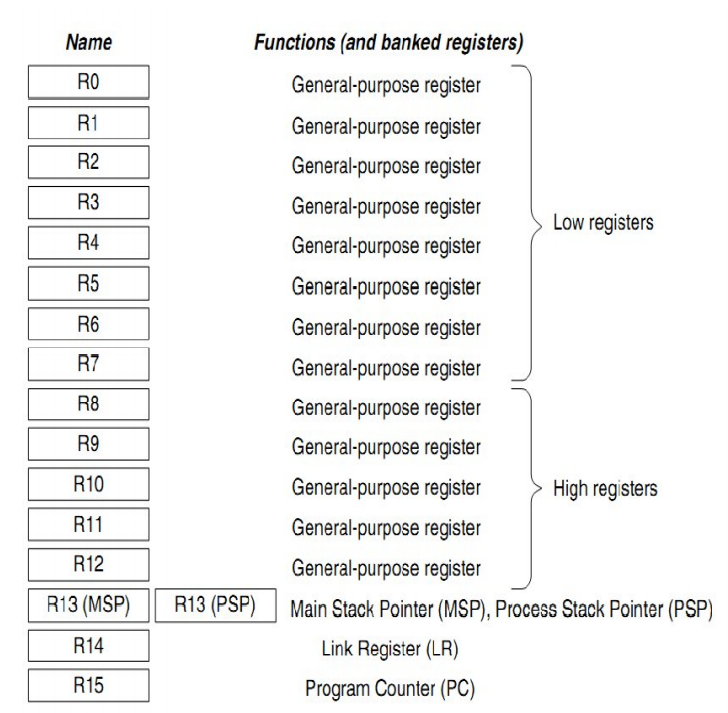 Name Functions (and banked registers)
R0 General-purpose register
R1 General-purpose register
R2 General-purpose register
R3 General-purpose register
Low registers
R4 General-purpose register
R5 General-purpose register
R6 General-purpose register
R7 General-purpose register
R8 General-purpose register
R9 General-purpose register
R10 General-purpose register
High registers
R11 General-purpose register
R12 General-purpose register
R13 (MSP) R13 (PSP) Main Stack Pointer (MSP), Process Stack Pointer (PSP)
R14 Link Register (LR)
R15 Program Counter (PC)